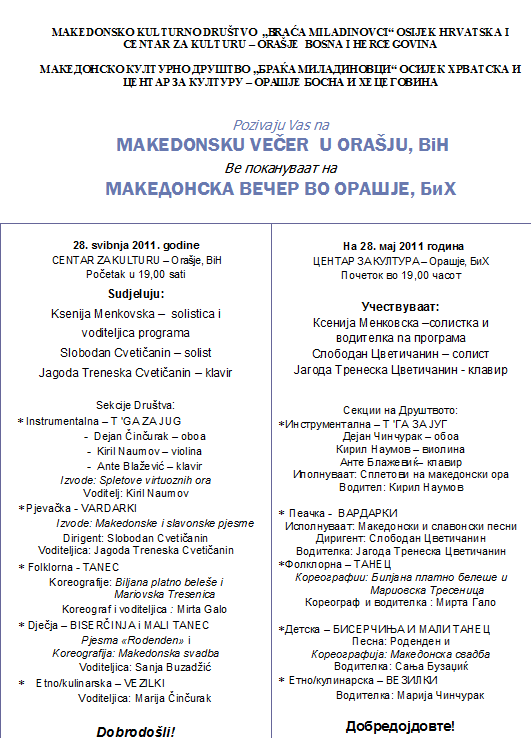 MAKEDONSKO KULTURNO DRUŠTVO „BRAĆA MILADINOVCI“ OSIJEK HRVATSKA I
CENTAR ZA KULTURU – ORAŠJE BOSNA I HERCEGOVINA
МАКЕДОНСКО КУЛТУРНО ДРУШТВО „БРАЌА МИЛАДИНОВЦИ“ ОСИЈЕК ХРВАТСКА И
ЦЕНТАР ЗА КУЛТУРУ – ОРАШЈЕ БОСНА И ХЕЦЕГОВИНА
Pozivaju Vas na
MAKEDONSKU VEČER U ORAŠJU, BiH
Ве покануваат на
МАКЕДОНСКА ВЕЧЕР ВО ОРАШЈЕ, БиХ
28. svibnja 2011. godine
CENTAR ZA KULTURU – Orašje, BiH
Početak u 19,00 sati
Sudjeluju:
Ksenija Menkovska – solistica i
voditeljica programa
Slobodan Cvetičanin – solist
Jagoda Treneska Cvetičanin – klavir
Sekcije Društva:
*Instrumentalna – T 'GA ZA JUG
- Dejan Činčurak – oboa
- Kiril Naumov – violina
- Ante Blažević – klavir
Izvode: Spletove virtuoznih ora
Voditelj: Kiril Naumov
*Pjevačka - VARDARKI
Izvode: Makedonske i slavonske pjesme
Dirigent: Slobodan Cvetičanin
Voditeljica: Jagoda Treneska Cvetičanin
* Folklorna - TANEC
Koreografije: Biljana platno beleše i
Mariovska Tresenica
Koreograf i voditeljica : Mirta Galo
* Dječja – BISERČINJA i MALI TANEC
Pjesma «Rodenden» i
Koreografija: Makedonska svadba
Voditeljica: Sanja Buzadžić
* Etno/kulinarska – VEZILKI
Voditeljica: Marija Činčurak
Dobrodošli!
На 28. мај 2011 година
ЦЕНТАР ЗА КУЛТУРА – Орашје, БиХ
Почеток во 19,00 часот
Учествуваат:
Ксенија Менковска –солистка и
водителка па програма
Слободан Цветичанин – солист
Јагода Тренеска Цветичанин - клавир
Секции на Друштвото:
*Инструментална – Т 'ГА ЗА ЈУГ
Дејан Чинчурак – обоа
Кирил Наумов – виолина
Анте Блажевиќ– клавир
Иполнуваат: Сплетови на македонски ора
Водител: Кирил Наумов
* Пеачка - ВАРДАРКИ
Исполнуваат: Македонски и славонски песни
Диригент: Слободан Цветичанин
Водителка: Јагода Тренеска Цветичанин
*Фолклорна – ТАНЕЦ
Кореографии: Билјана платно белеше и
Мариовска Тресеница
Кореограф и водителка : Мирта Гало
*Детска – БИСЕРЧИЊА И МАЛИ ТАНЕЦ
Песна: Роденден и
Кореографија: Македонска свадба
Водителка: Сања Бузаџиќ
* Етно/кулинарска – ВЕЗИЛКИ
Водителка: Марија Чинчурак
Добредојдовте!